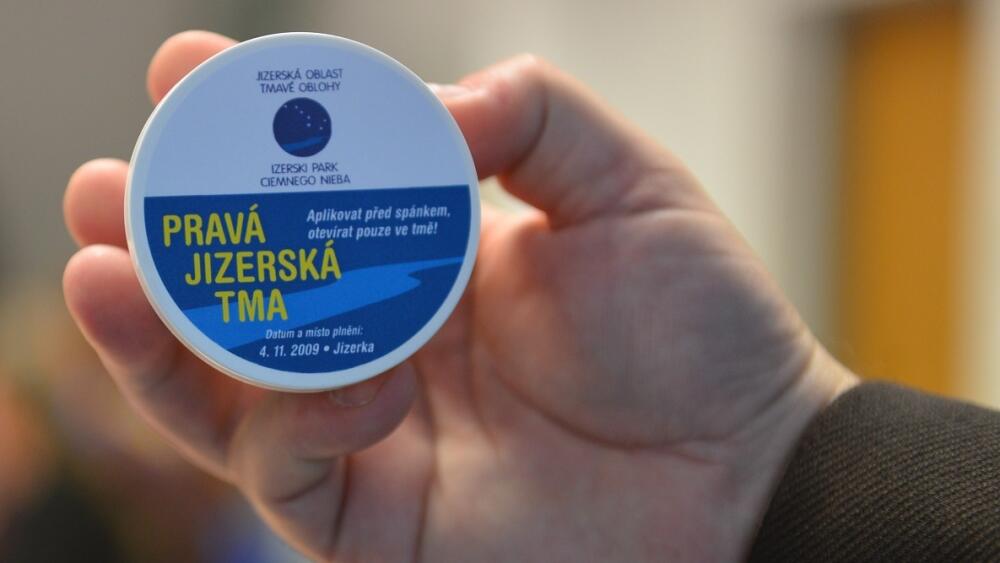 JIZERSKÁ OBLAST
TMAVÉ OBLOHY
IZERSKI PARK
CIEMNEGO NIEBA
PRAVÁ
JIZERSKÁ
TMA
Aplikovat před spánkem,
otevírat pouze ve tmě!
Datum a místo plnění:
4. 11. 2009 • Jizerka